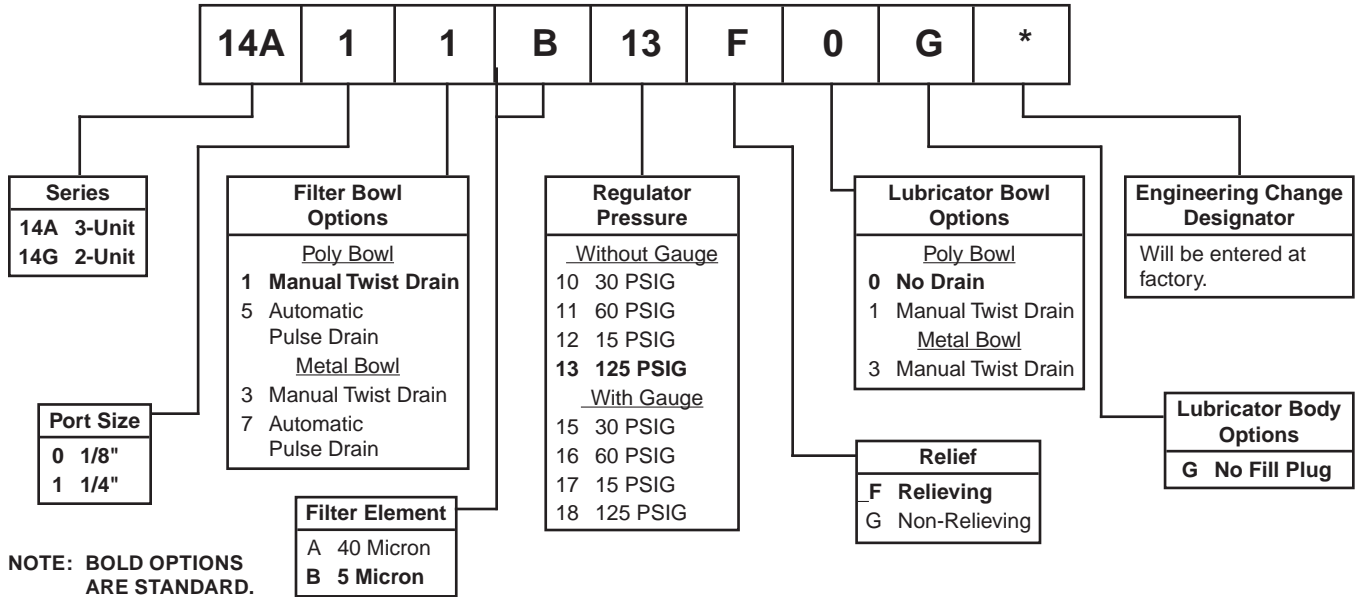 14A 1 1 B 13 F 0 G *
Series
14A 3-Unit
14G 2-Unit
Port Size
0 1/8"
1 1/4"
Filter Bowl
Options
Poly Bowl
1 Manual Twist Drain
5 Automatic
Pulse Drain
Metal Bowl
3 Manual Twist Drain
7 Automatic
Pulse Drain
Filter Element
A 40 Micron
B 5 Micron
Regulator
Pressure
Without Gauge
10 30 PSIG
11 60 PSIG
12 15 PSIG
13 125 PSIG
With Gauge
15 30 PSIG
16 60 PSIG
17 15 PSIG
18 125 PSIG
Relief
F Relieving
G Non-Relieving
Lubricator Bowl
Options
Poly Bowl
0 No Drain
1 Manual Twist Drain
Metal Bowl
3 Manual Twist Drain
Lubricator Body
Options
G No Fill Plug
Engineering Change
Designator
Will be entered at
factory.
NOTE: BOLD OPTIONS
ARE STANDARD.